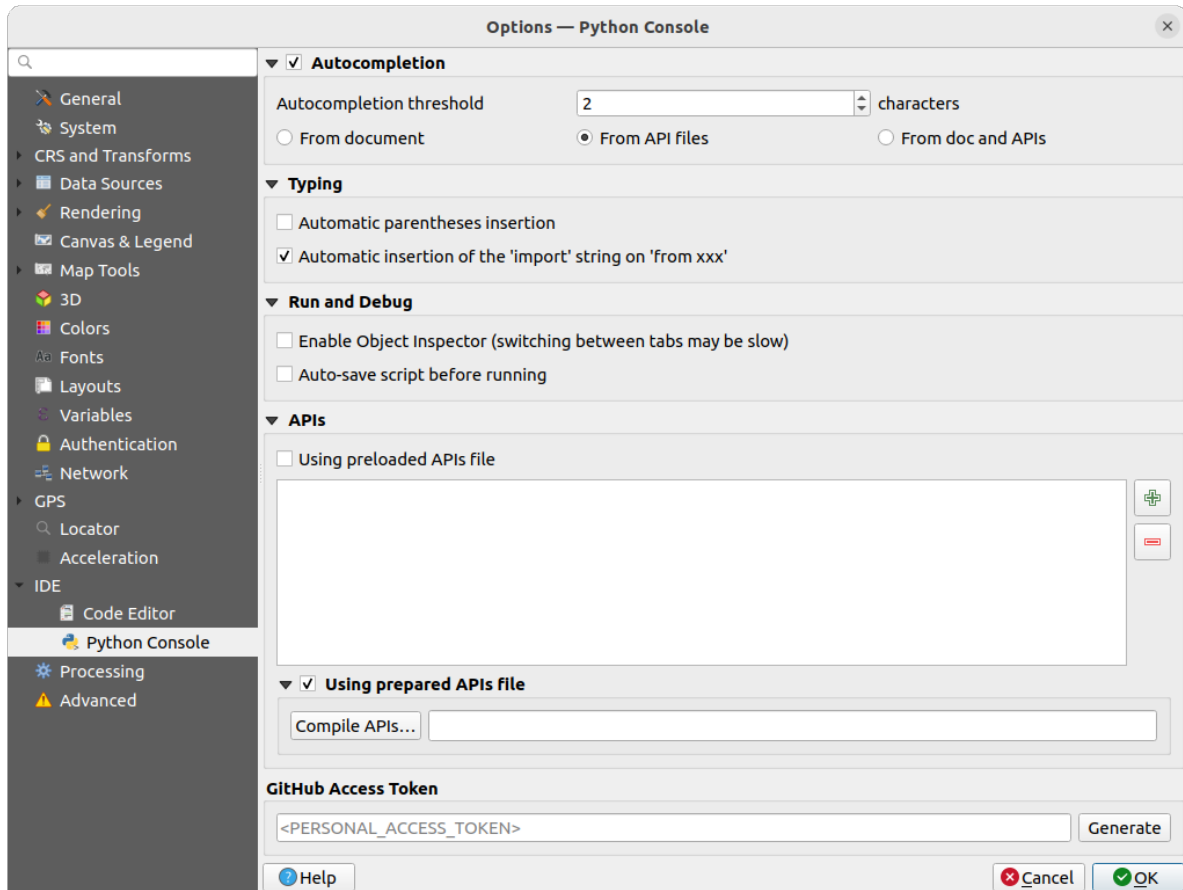 Options — Python Console
General
System
CRS and Transforms
Data Sources
Rendering
Canvas & Legend
Map Tools
3D
Colors
Fonts
Layouts
Variables
Authentication
Network
GPS
Locator
Acceleration
IDE
Code Editor
Python Console
Processing
Advanced
Autocompletion
Autocompletion threshold 2 characters
From document From API files From doc and APIs
Typing
Automatic parentheses insertion
Automatic insertion of the 'import' string on 'from xxx'
Run and Debug
Enable Object Inspector (switching between tabs may be slow)
Auto-save script before running
APIs
Using preloaded APIs file
Using prepared APIs file
Compile APIs...
GitHub Access Token
<PERSONAL_ACCESS_TOKEN> Generate
Help Cancel OK